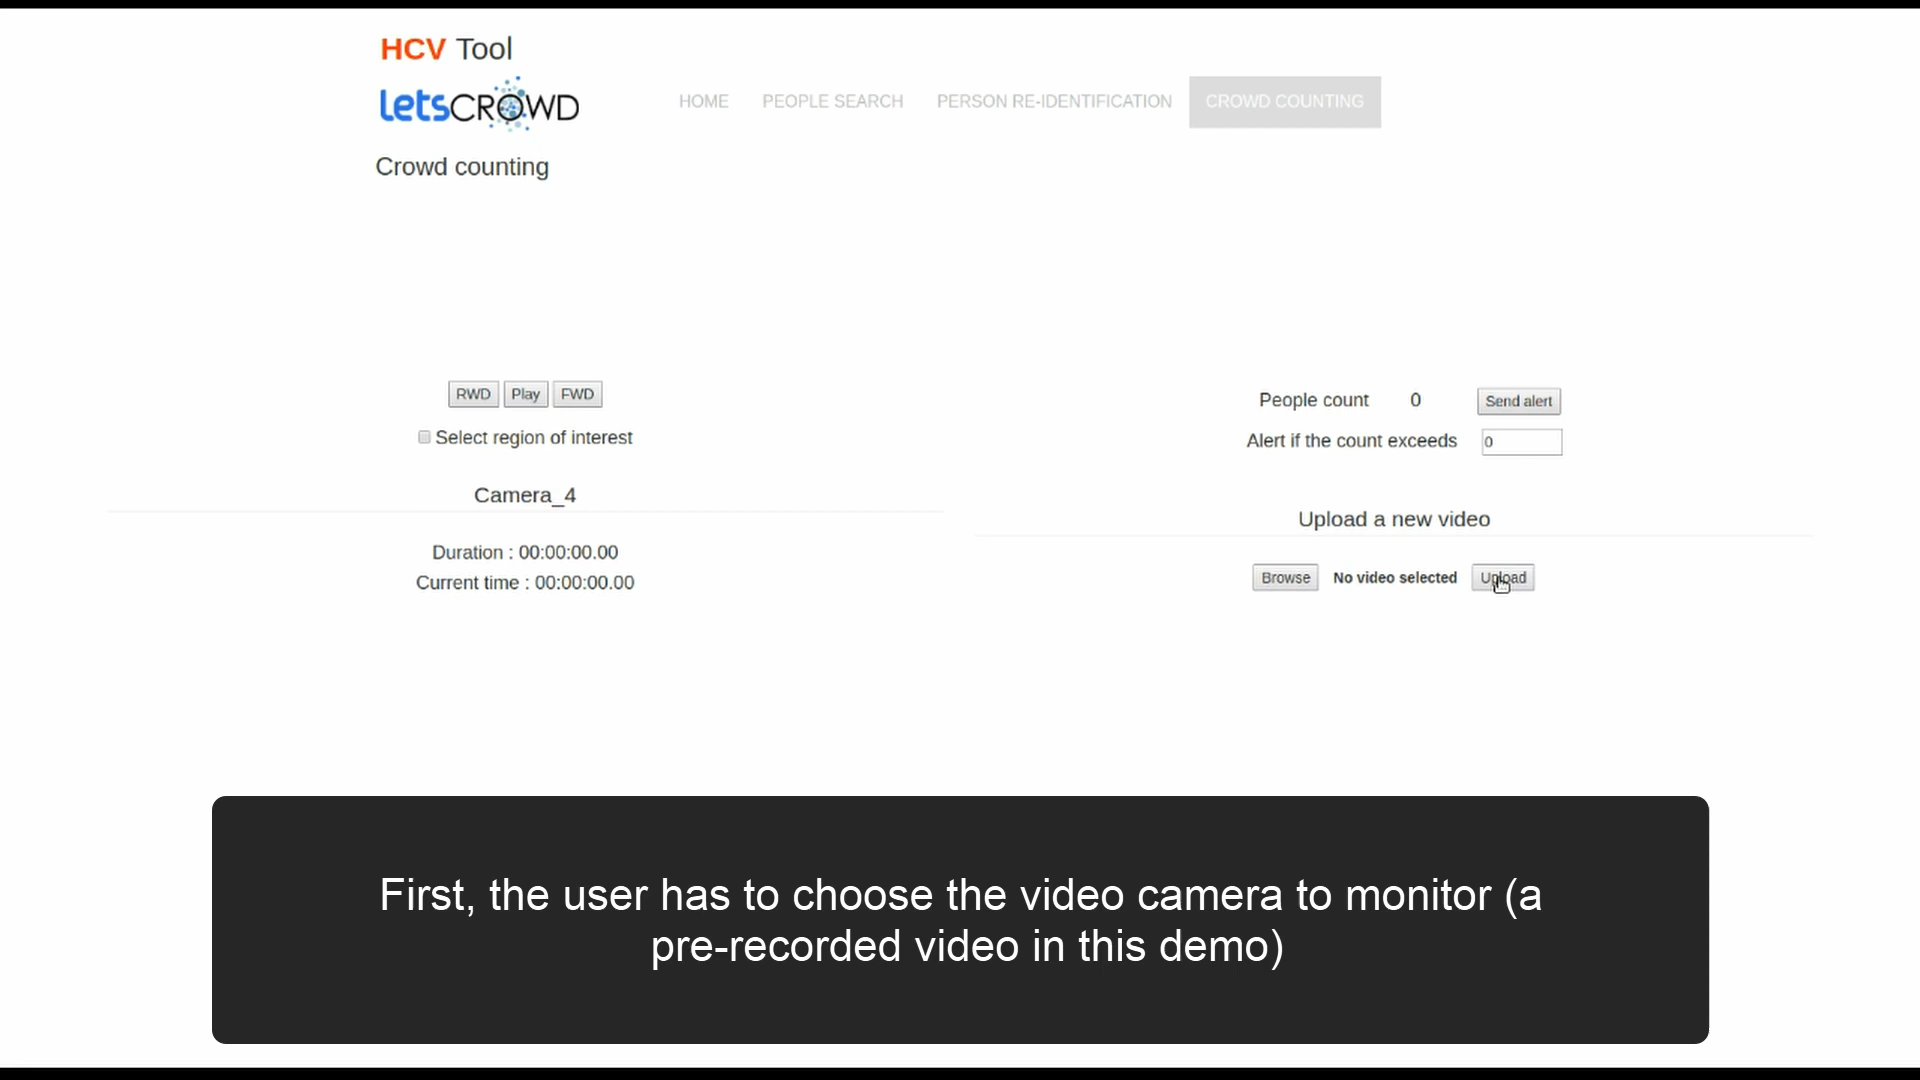 HCV Tool
letsCROWD
HOME PEOPLE SEARCH PERSON RE-IDENTIFICATION CROWD COUNTING
Crowd counting
RWD Play FWD
Select region of interest
Camera_4
Duration : 00:00:00.00
Current time : 00:00:00.00
People count 0 Send alert
Alert if the count exceeds 0
Upload a new video
Browse No video selected Upload
First, the user has to choose the video camera to monitor (a
pre-recorded video in this demo)